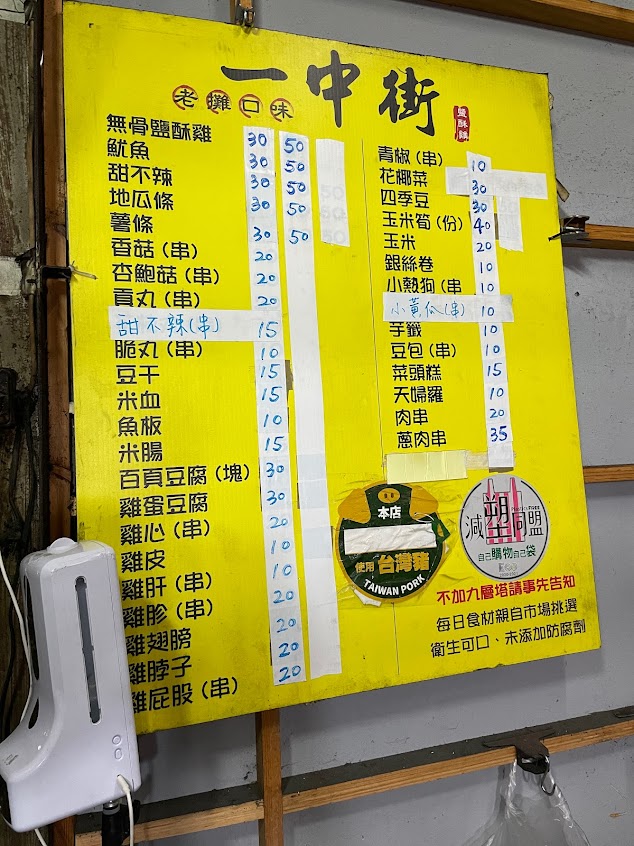 一中街
老攤口味
鹽酥雞
無骨鹽酥雞 30 50
魷魚 30 50
甜不辣 30 50
地瓜條 30 50
薯條 30 50
香菇（串） 20
杏鮑菇（串） 20
貢丸（串） 20
甜不辣(串) 15
脆丸（串） 10
豆干 15
米血 15
魚板 10
米腸 15
百頁豆腐（塊） 30
雞蛋豆腐 30
雞心（串） 20
雞皮 10
雞肝（串） 10
雞胗（串） 20
雞翅膀 20
雞脖子 20
雞屁股（串） 20
青椒（串） 10
花椰菜 30
四季豆 30
玉米筍（份） 40
玉米 20
銀絲卷 10
小熱狗（串 10
小黃瓜(串) 10
芋籤 10
豆包（串） 10
菜頭糕 15
天婦羅 10
肉串 20
蔥肉串 35
本店
使用台灣豬
TAIWAN PORK
減塑同盟
自己購物自己袋
不加九層塔請事先告知
每日食材親自市場挑選
衛生可口、未添加防腐劑